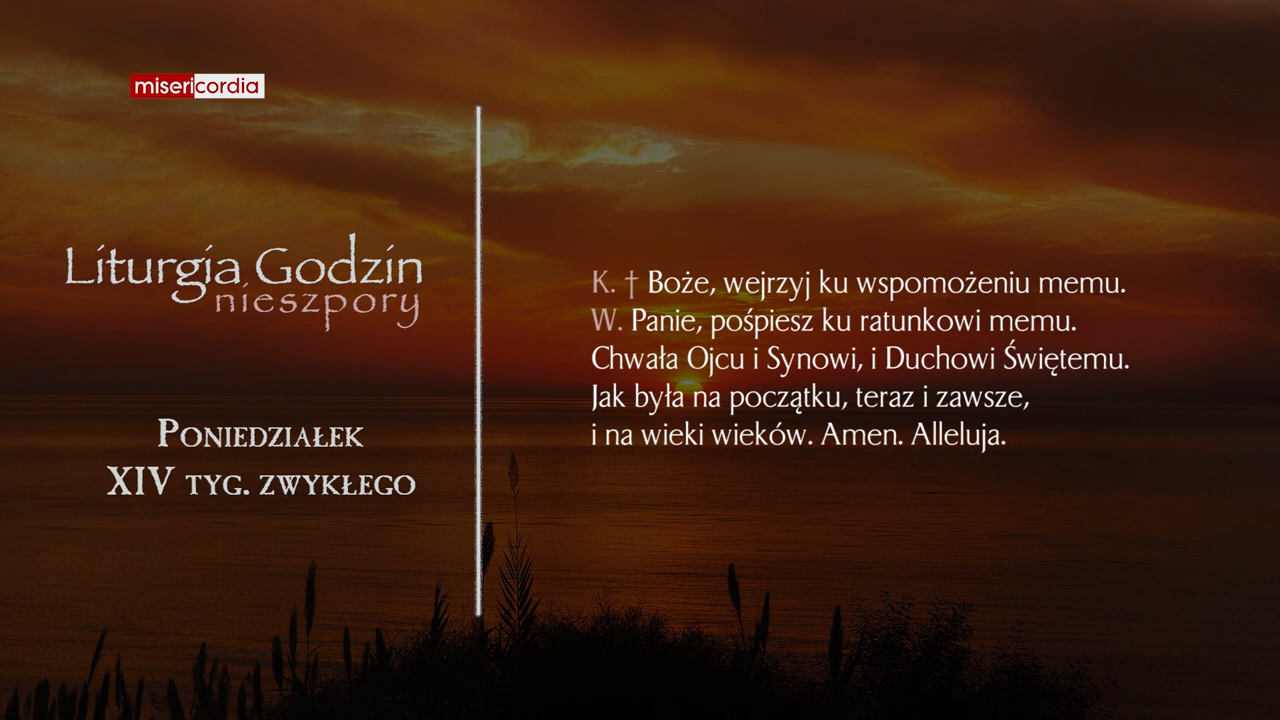 misericordia
Liturgia Godzin
nieszpory
Poniedziałek
XIV tyg. zwykłego
K. † Boże, wejrzyj ku wspomożeniu memu.
W. Panie, pośpiesz ku ratunkowi memu.
Chwała Ojcu i Synowi, i Duchowi Świętemu.
Jak była na początku, teraz i zawsze,
i na wieki wieków. Amen. Alleluja.